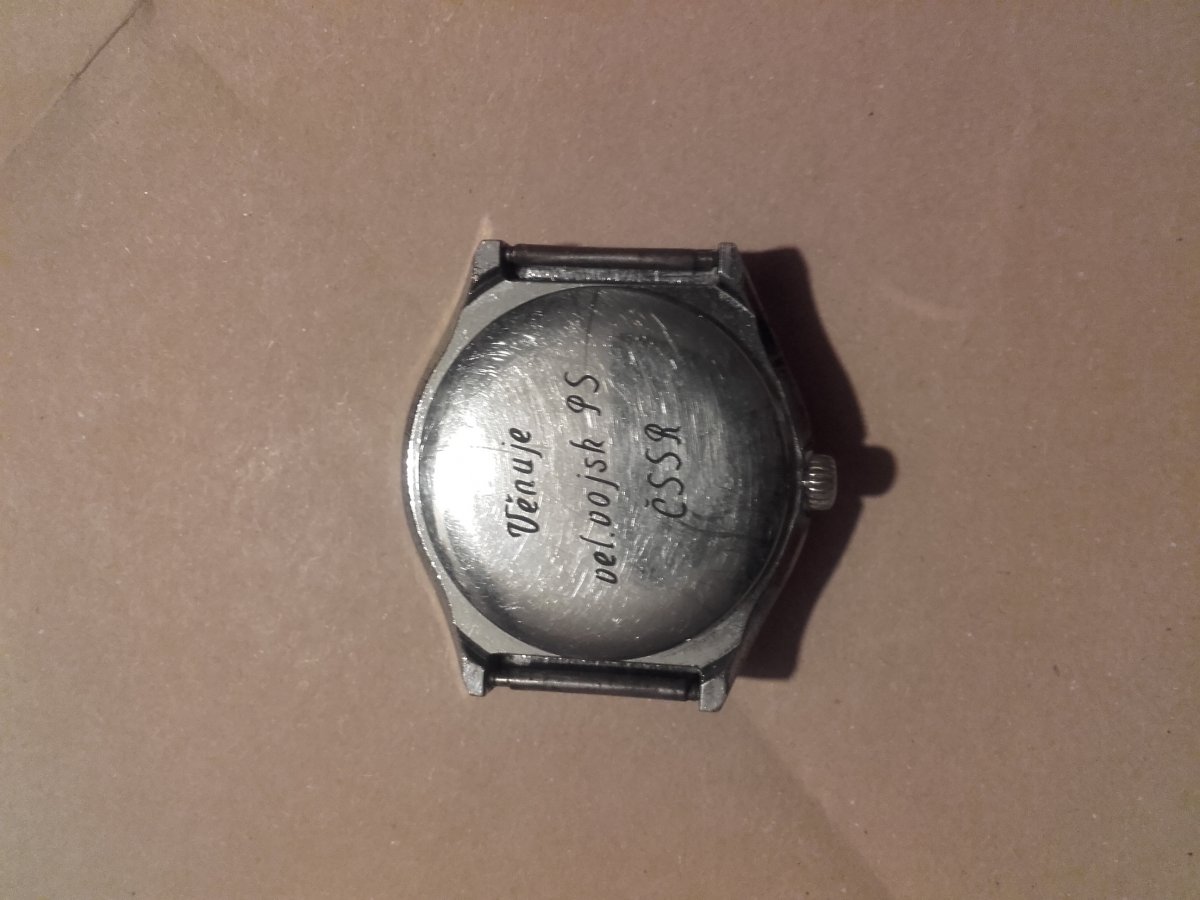 Věnuje
vel. vojsk PS
ČSSR